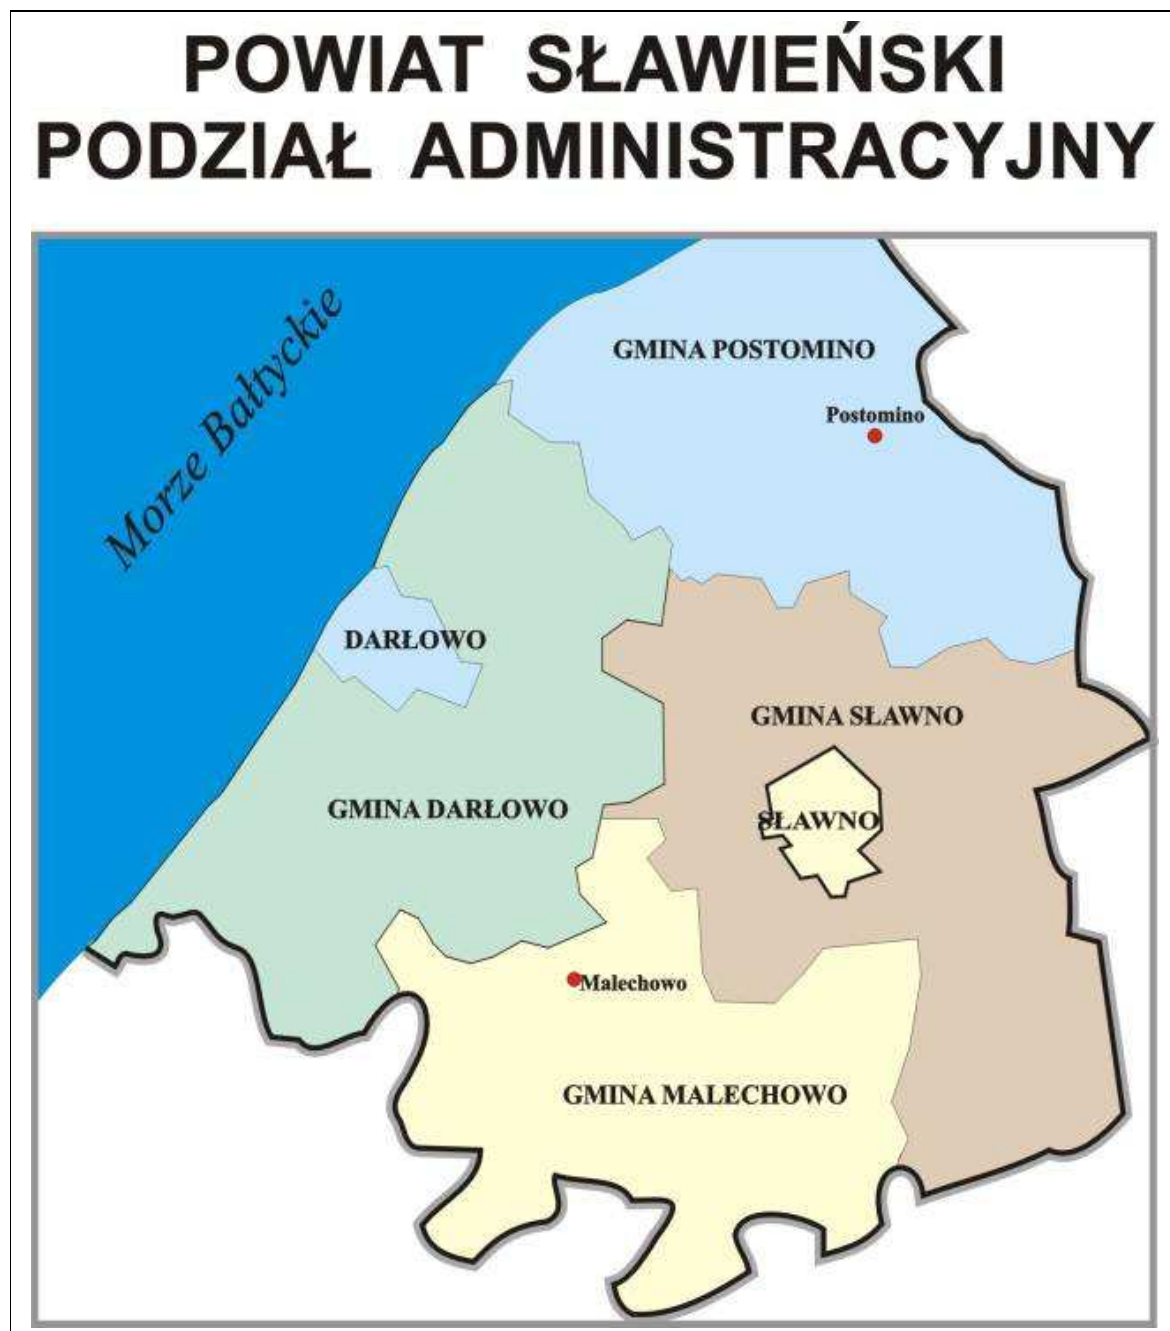 POWIAT SŁAWIEŃSKI
PODZIAŁ ADMINISTRACYJNY
Morze Bałtyckie
GMINA POSTOMINO
Postomino
DARŁOWO
GMINA SŁAWNO
GMINA DARŁOWO
SŁAWNO
Malechowo
GMINA MALECHOWO